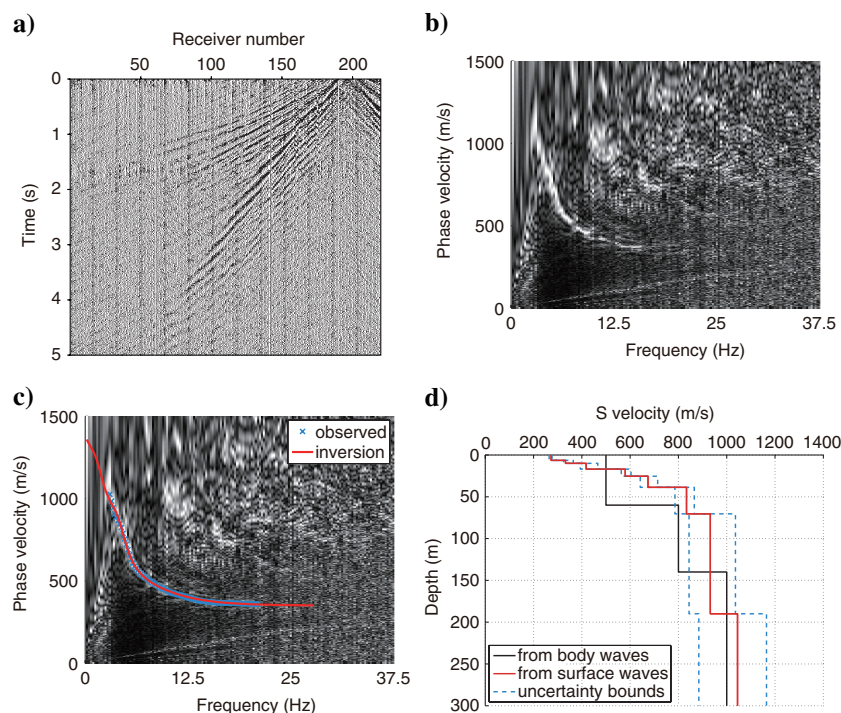 a)
Receiver number
50 100 150 200
0
1
2
3
4
5
Time (s)
b)
1500
1000
500
0
Phase velocity (m/s)
0 12.5 25 37.5
Frequency (Hz)
c)
1500
1000
500
0
Phase velocity (m/s)
observed
inversion
0 12.5 25 37.5
Frequency (Hz)
d)
S velocity (m/s)
0 200 400 600 800 1000 1200 1400
0
50
100
150
200
250
300
Depth (m)
from body waves
from surface waves
uncertainty bounds